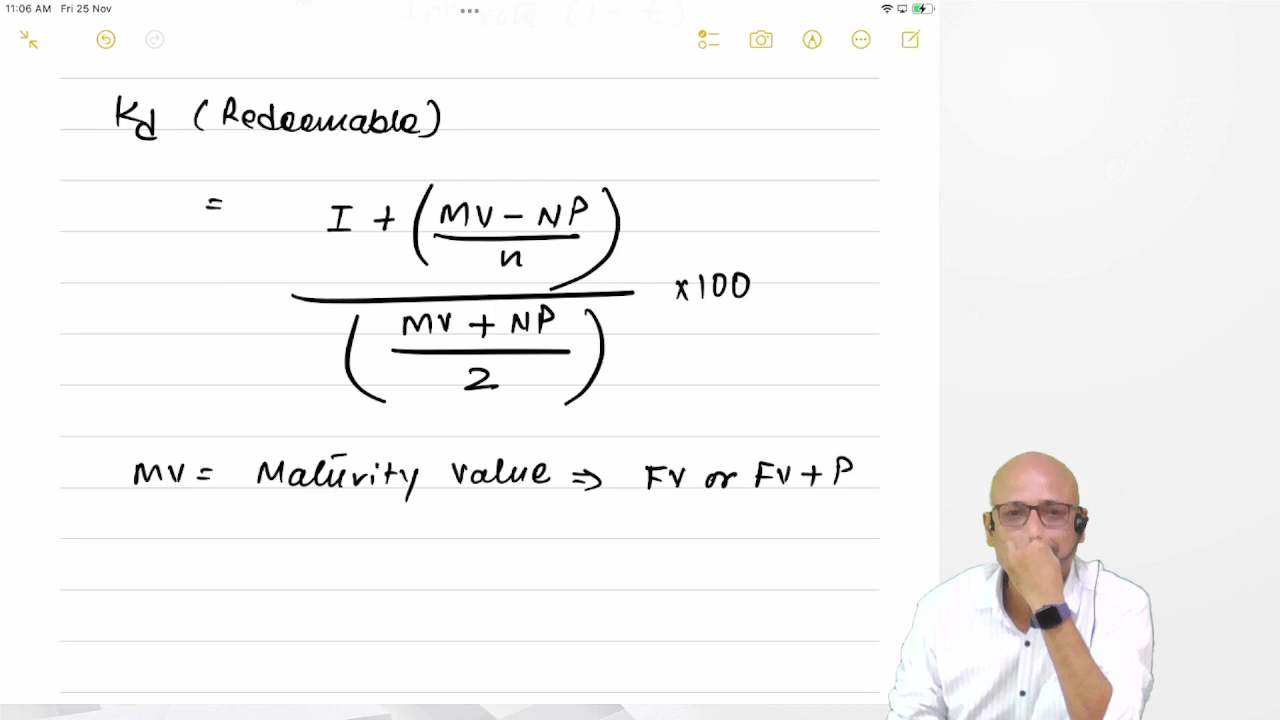 11:06 AM Fri 25 Nov
Kd (Redeemable)
= I + (MV - NP
n)
x100
(MV + NP
2)
MV = Maturity value ⇒ FV or FV + P